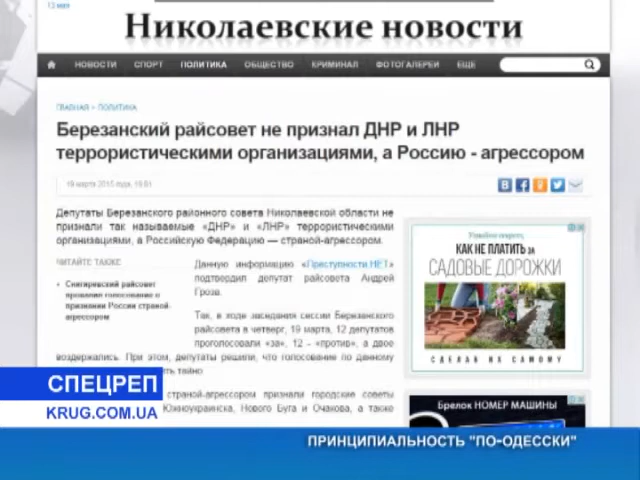 13 мая
Николаевские новости
НОВОСТИ СПОРТ ПОЛИТИКА ОБЩЕСТВО КРИМИНАЛ ФОТОГАЛЕРЕИ ЕЩЕ
ГЛАВНАЯ » ПОЛИТИКА
Березанский райсовет не признал ДНР и ЛНР
террористическими организациями, а Россию - агрессором
19 марта 2015 года, 19:51
Депутаты Березанского районного совета Николаевской области не
признали так называемые «ДНР» и «ЛНР» террористическими
организациями, а Российскую Федерацию — страной-агрессором.
ЧИТАЙТЕ ТАКЖЕ
Снигиревский райсовет
провалил голосование о
признании России страной-
агрессором
Данную информацию «Преступности.НЕТ»
подтвердил депутат райсовета Андрей
Гроза.
Так, в ходе заседания сессии Березанского
райсовета в четверг, 19 марта, 12 депутатов
проголосовали «за», 12 - «против», а двое
воздержались. При этом, депутаты решили, что голосование по данному
тайно
страной-агрессором признали городские советы
Южноукраинска, Нового Буга и Очакова, а также
Узнайте секрет,
КАК НЕ ПЛАТИТЬ ЗА
САДОВЫЕ ДОРОЖКИ
СДЕЛАВ ИХ САМОМУ
Брелок НОМЕР МАШИНЫ
СПЕЦРЕП
KRUG.COM.UA
ПРИНЦИПИАЛЬНОСТЬ "ПО-ОДЕССКИ"